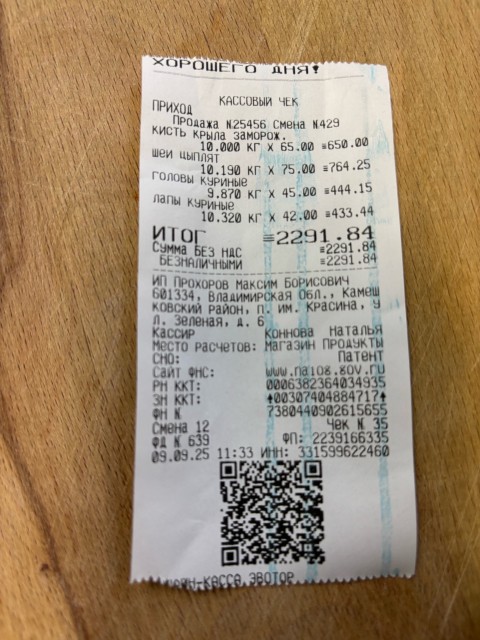 ХОРОШЕГО ДНЯ!
КАССОВЫЙ ЧЕК
ПРИХОД
Продажа N25456 Смена N429
КИСТЬ КРЫЛА ЗАМОРОЖ.
10.000 КГ X 65.00 ≡650.00
ШЕИ ЦЫПЛЯТ
10.190 КГ X 75.00 ≡764.25
ГОЛОВЫ КУРИНЫЕ
9.870 КГ X 45.00 ≡444.15
ЛАПЫ КУРИНЫЕ
10.320 КГ X 42.00 ≡433.44
ИТОГ ≡2291.84
СУММА БЕЗ НДС ≡2291.84
БЕЗНАЛИЧНЫМИ ≡2291.84
ИП Прохоров Максим Борисович
601334, Владимирская Обл., Камеш
ковский район, п. им. Красина, у
л. Зеленая, д. 6
Кассир Коннова Наталья
Место расчетов: Магазин Продукты
СНО: Патент
Сайт ФНС: www.nalog.gov.ru
РН ККТ: 0006382364034935
ЗН ККТ: ↟00307404884717↟
ФН N 7380440902615655
Смена 12 Чек N 35
ФД N 639 ФП: 2239166335
09.09.25 11:33 ИНН: 331599622460
-КАССА ЭВОТОР